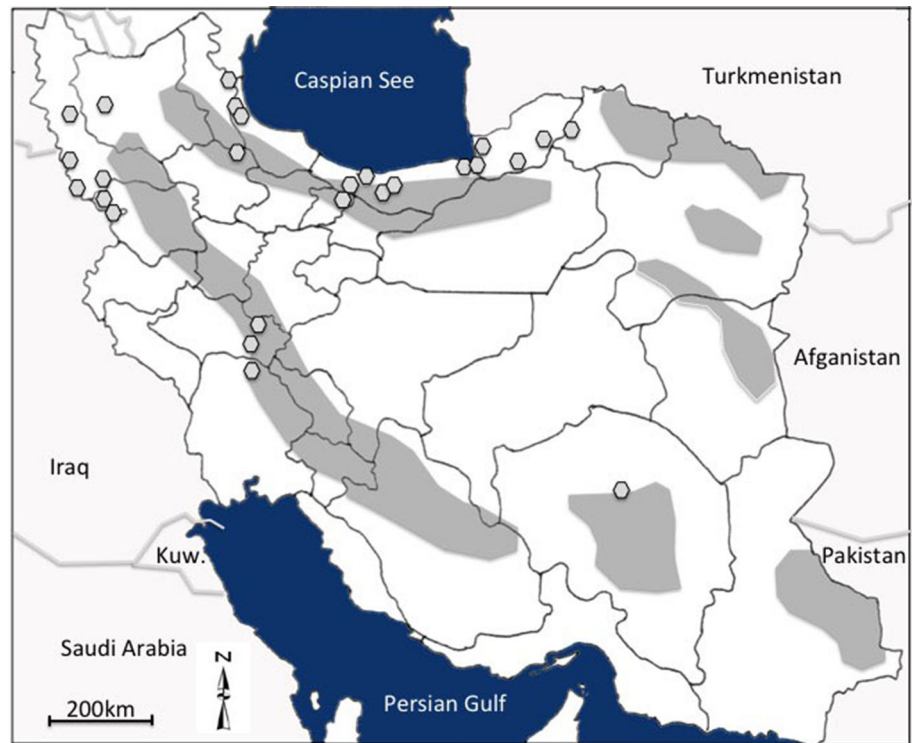 Caspian See
Turkmenistan
Afganistan
Iraq
Kuw.
Pakistan
Saudi Arabia
N
Persian Gulf
200km